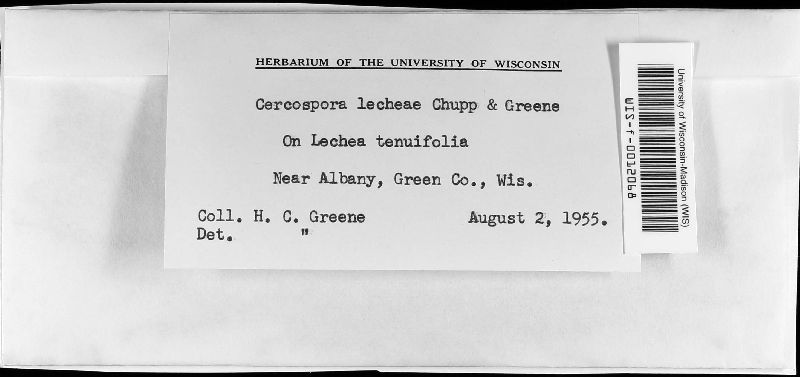 HERBARIUM OF THE UNIVERSITY OF WISCONSIN
Cercospora lecheae Chupp & Greene
On Lechea tenuifolia
Near Albany, Green Co., Wis.
Coll. H. C. Greene August 2, 1955.
Det. "
University of Wisconsin-Madison (WIS)
WIS-f-0012098